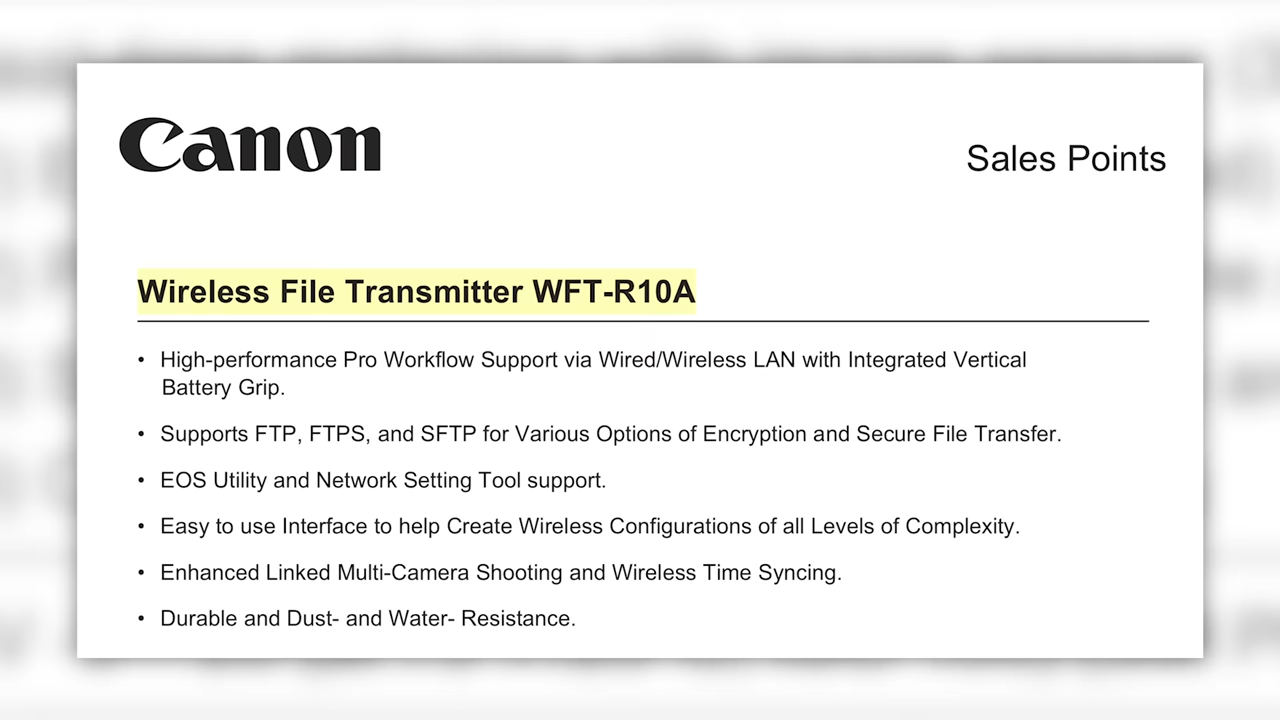 Canon
Sales Points
Wireless File Transmitter WFT-R10A
• High-performance Pro Workflow Support via Wired/Wireless LAN with Integrated Vertical
Battery Grip.
• Supports FTP, FTPS, and SFTP for Various Options of Encryption and Secure File Transfer.
• EOS Utility and Network Setting Tool support.
• Easy to use Interface to help Create Wireless Configurations of all Levels of Complexity.
• Enhanced Linked Multi-Camera Shooting and Wireless Time Syncing.
• Durable and Dust- and Water- Resistance.